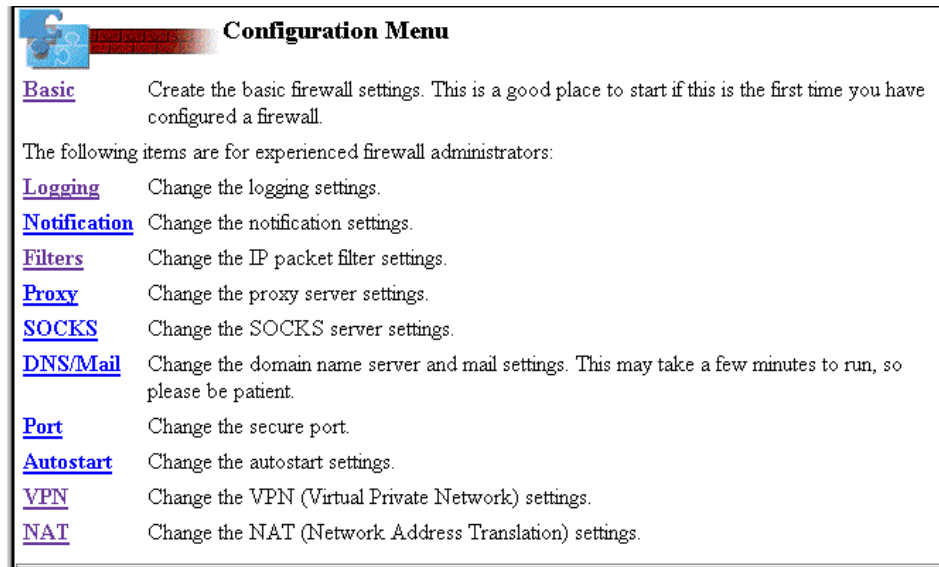 Configuration Menu
Basic Create the basic firewall settings. This is a good place to start if this is the first time you have
configured a firewall.
The following items are for experienced firewall administrators:
Logging Change the logging settings.
Notification Change the notification settings.
Filters Change the IP packet filter settings.
Proxy Change the proxy server settings.
SOCKS Change the SOCKS server settings.
DNS/Mail Change the domain name server and mail settings. This may take a few minutes to run, so
please be patient.
Port Change the secure port.
Autostart Change the autostart settings.
VPN Change the VPN (Virtual Private Network) settings.
NAT Change the NAT (Network Address Translation) settings.